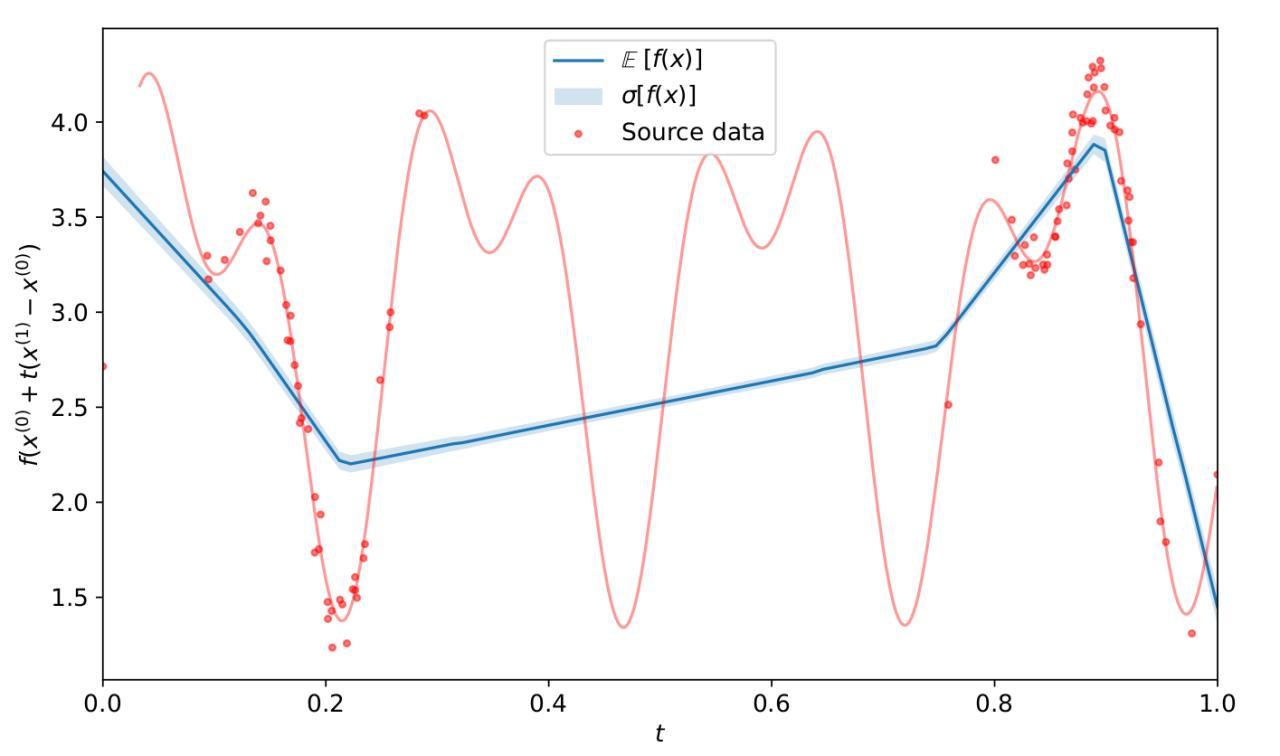 𝔼 [f(x)]
σ[f(x)]
Source data
4.0
3.5
3.0
2.5
2.0
1.5
f(x⁽⁰⁾ + t(x⁽¹⁾ − x⁽⁰⁾)
0.0 0.2 0.4 0.6 0.8 1.0
t